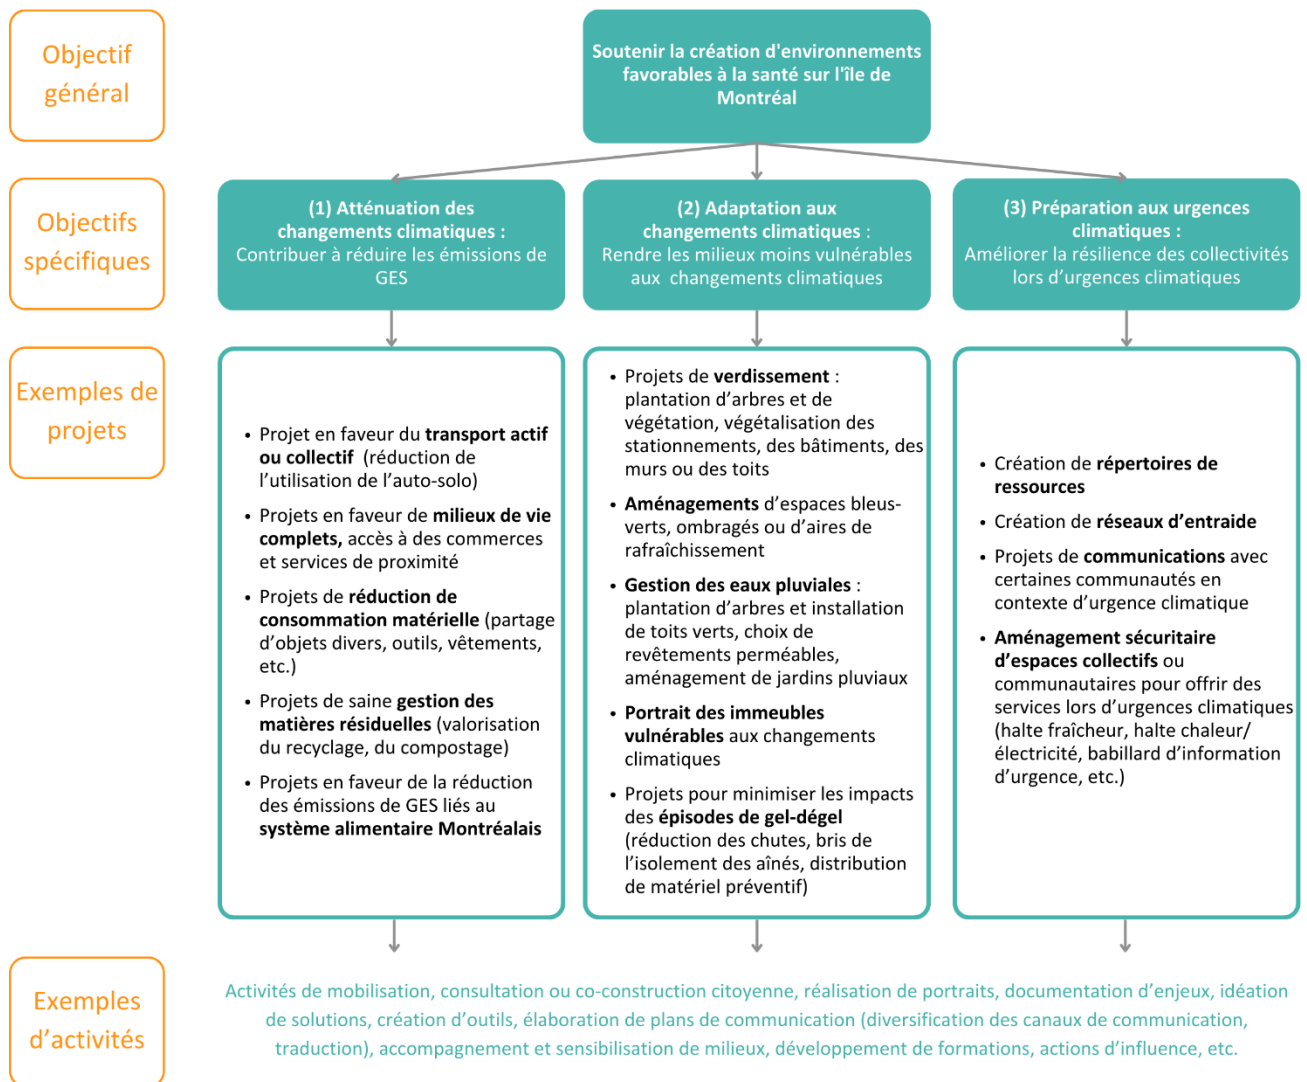 Objectif
général
Soutenir la création d'environnements
favorables à la santé sur l'île de
Montréal
Objectifs
spécifiques
(1) Atténuation des
changements climatiques :
Contribuer à réduire les émissions de
GES
(2) Adaptation aux
changements climatiques :
Rendre les milieux moins vulnérables
aux changements climatiques
(3) Préparation aux urgences
climatiques :
Améliorer la résilience des collectivités
lors d’urgences climatiques
Exemples de
projets
• Projet en faveur du transport actif
ou collectif (réduction de
l’utilisation de l’auto-solo)
• Projets en faveur de milieux de vie
complets, accès à des commerces
et services de proximité
• Projets de réduction de
consommation matérielle (partage
d’objets divers, outils, vêtements,
etc.)
• Projets de saine gestion des
matières résiduelles (valorisation
du recyclage, du compostage)
• Projets en faveur de la réduction
des émissions de GES liés au
système alimentaire Montréalais
• Projets de verdissement :
plantation d’arbres et de
végétation, végétalisation des
stationnements, des bâtiments, des
murs ou des toits
• Aménagements d’espaces bleus-
verts, ombragés ou d’aires de
rafraîchissement
• Gestion des eaux pluviales :
plantation d’arbres et installation
de toits verts, choix de
revêtements perméables,
aménagement de jardins pluviaux
• Portrait des immeubles
vulnérables aux changements
climatiques
• Projets pour minimiser les impacts
des épisodes de gel-dégel
(réduction des chutes, bris de
l’isolement des aînés, distribution
de matériel préventif)
• Création de répertoires de
ressources
• Création de réseaux d’entraide
• Projets de communications avec
certaines communautés en
contexte d’urgence climatique
• Aménagement sécuritaire
d’espaces collectifs ou
communautaires pour offrir des
services lors d’urgences climatiques
(halte fraîcheur, halte chaleur/
électricité, babillard d’information
d’urgence, etc.)
Exemples
d’activités
Activités de mobilisation, consultation ou co-construction citoyenne, réalisation de portraits, documentation d’enjeux, idéation
de solutions, création d’outils, élaboration de plans de communication (diversification des canaux de communication,
traduction), accompagnement et sensibilisation de milieux, développement de formations, actions d’influence, etc.